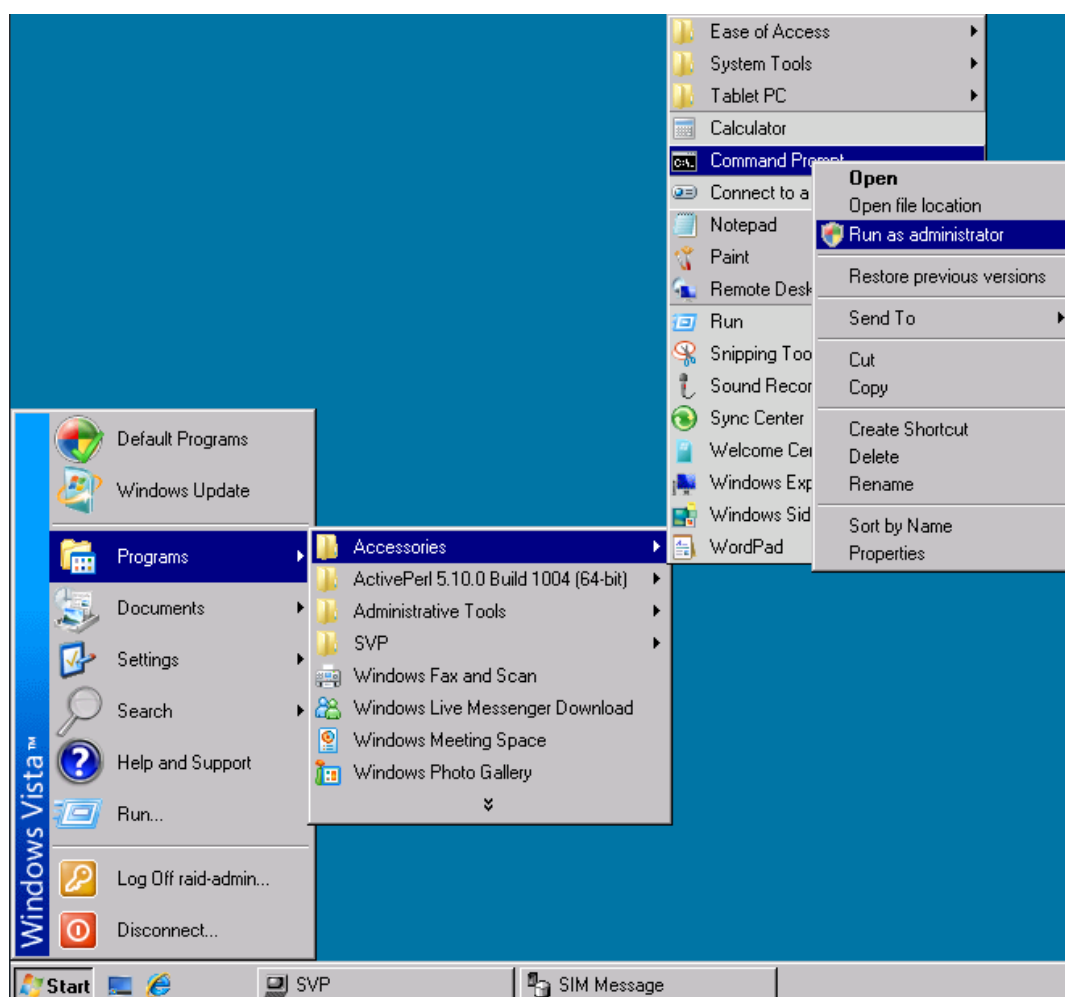 Ease of Access
System Tools
Tablet PC
Calculator
Command Prompt
Connect to a
Notepad
Paint
Remote Desk
Run
Snipping Too
Sound Recor
Sync Center
Welcome Cer
Windows Exp
Windows Sid
WordPad
Open
Open file location
Run as administrator
Restore previous versions
Send To
Cut
Copy
Create Shortcut
Delete
Rename
Sort by Name
Properties
Default Programs
Windows Update
Programs
Documents
Settings
Search
Help and Support
Run...
Log Off raid-admin...
Disconnect...
Windows Vista™
Accessories
ActivePerl 5.10.0 Build 1004 (64-bit)
Administrative Tools
SVP
Windows Fax and Scan
Windows Live Messenger Download
Windows Meeting Space
Windows Photo Gallery
Start
SVP
SIM Message